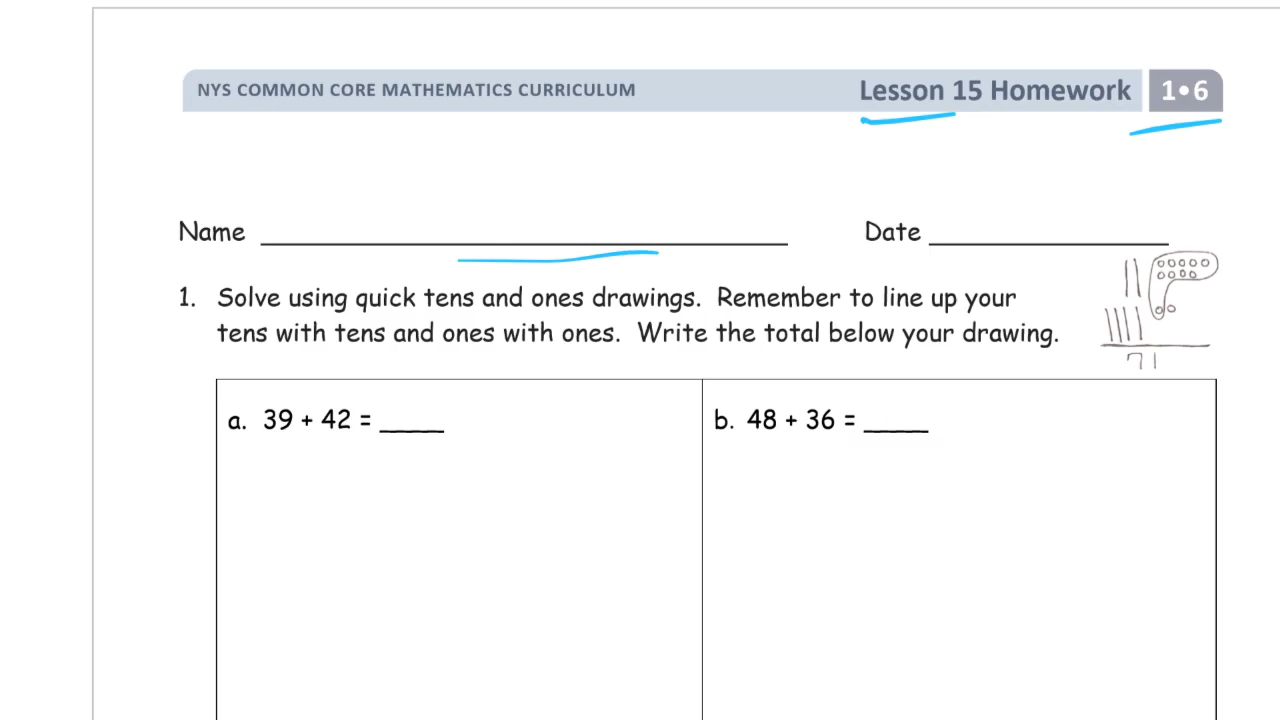 NYS COMMON CORE MATHEMATICS CURRICULUM Lesson 15 Homework 1•6
Name ____________________ Date __________
1. Solve using quick tens and ones drawings. Remember to line up your
tens with tens and ones with ones. Write the total below your drawing.
71
a. 39 + 42 = ____ b. 48 + 36 = ____